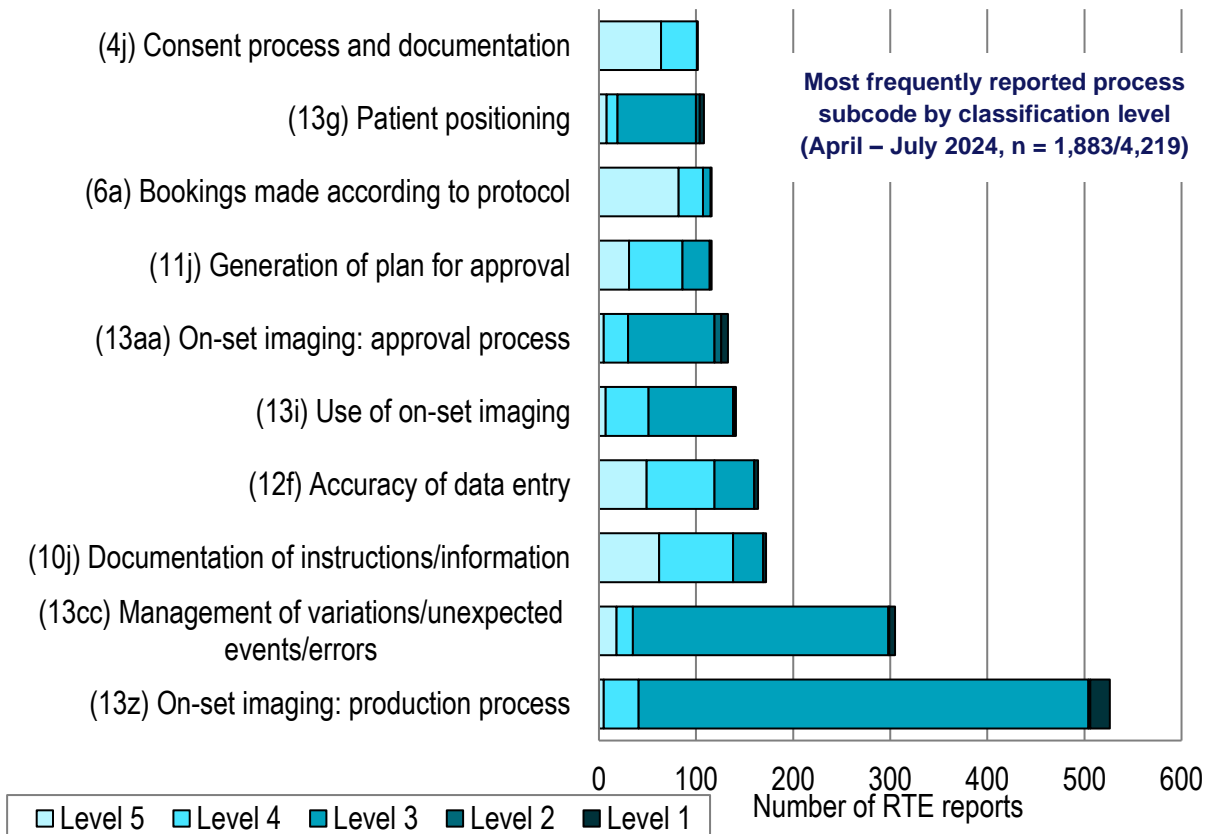 (4j) Consent process and documentation
Most frequently reported process
subcode by classification level
(April – July 2024, n = 1,883/4,219)
(13g) Patient positioning
(6a) Bookings made according to protocol
(11j) Generation of plan for approval
(13aa) On-set imaging: approval process
(13i) Use of on-set imaging
(12f) Accuracy of data entry
(10j) Documentation of instructions/information
(13cc) Management of variations/unexpected
events/errors
(13z) On-set imaging: production process
0 100 200 300 400 500 600
Number of RTE reports
Level 5 Level 4 Level 3 Level 2 Level 1